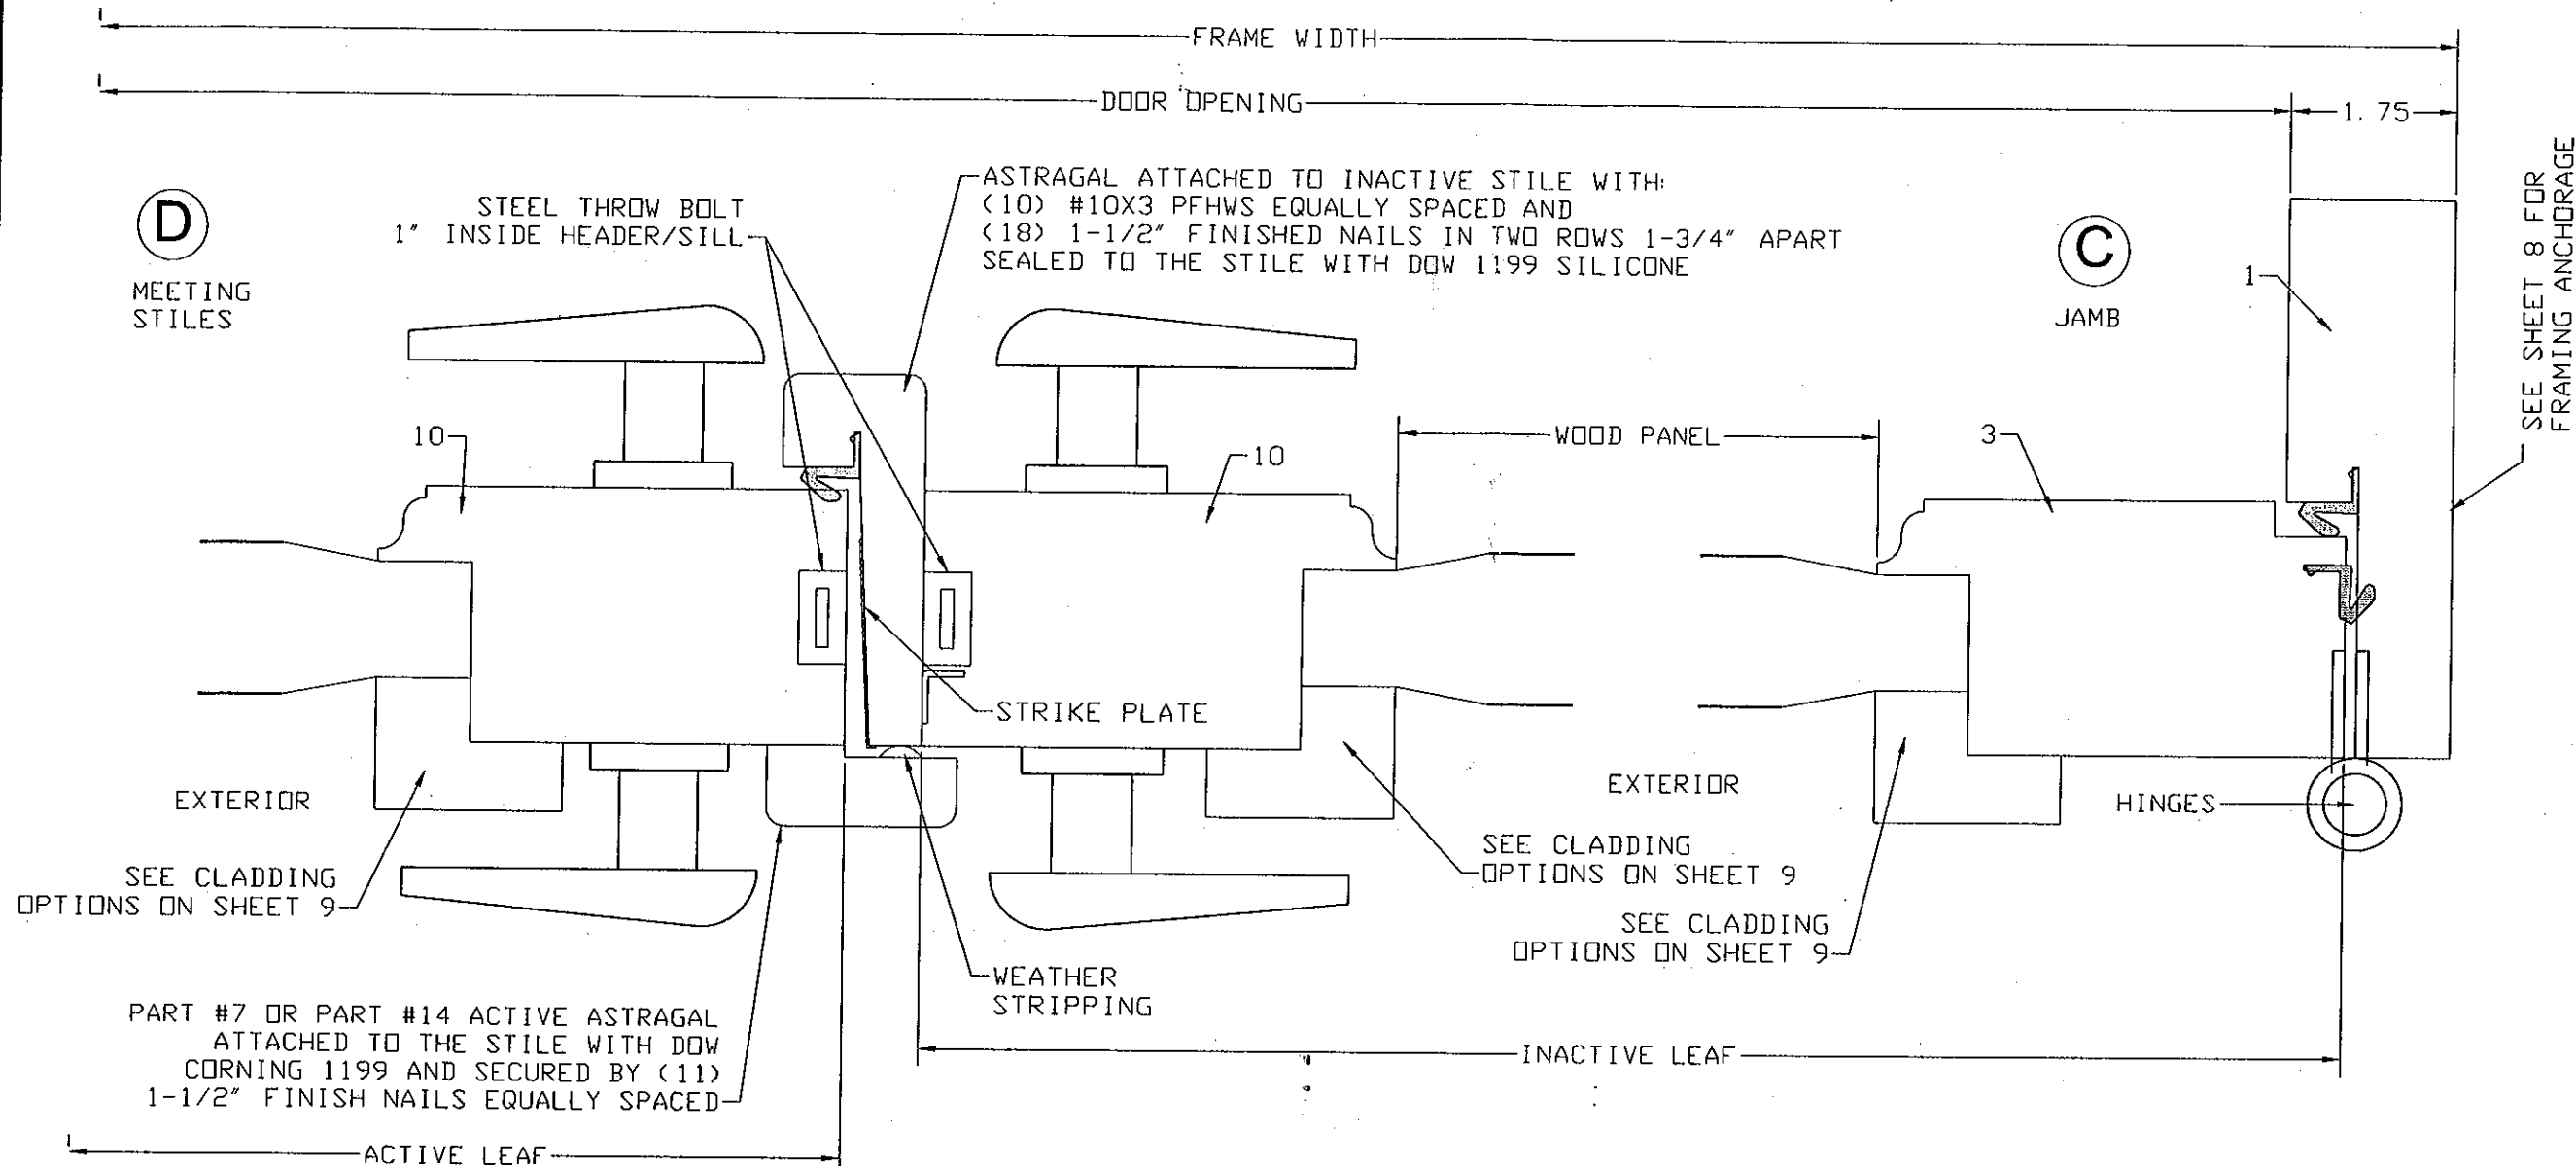 FRAME WIDTH
DOOR OPENING
1.75
D
MEETING
STILES
STEEL THROW BOLT
1" INSIDE HEADER/SILL
ASTRAGAL ATTACHED TO INACTIVE STILE WITH:
(10) #10X3 PFHWS EQUALLY SPACED AND
(18) 1-1/2" FINISHED NAILS IN TWO ROWS 1-3/4" APART
SEALED TO THE STILE WITH DOW 1199 SILICONE
C
JAMB
1
SEE SHEET 8 FOR
FRAMING ANCHORAGE
10
10
WOOD PANEL
3
STRIKE PLATE
EXTERIOR
EXTERIOR
HINGES
SEE CLADDING
OPTIONS ON SHEET 9
SEE CLADDING
OPTIONS ON SHEET 9
SEE CLADDING
OPTIONS ON SHEET 9
WEATHER
STRIPPING
PART #7 OR PART #14 ACTIVE ASTRAGAL
ATTACHED TO THE STILE WITH DOW
CORNING 1199 AND SECURED BY (11)
1-1/2" FINISH NAILS EQUALLY SPACED
INACTIVE LEAF
ACTIVE LEAF